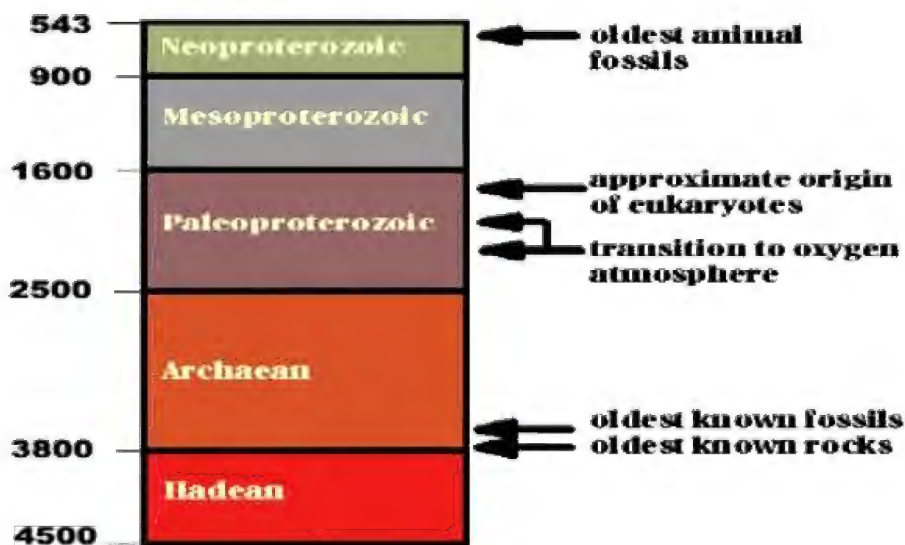 543
Neoproterozoic
oldest animal
fossils
900
Mesoproterozoic
1600
approximate origin
of eukaryotes
Paleoproterozoic
transition to oxygen
atmosphere
2500
Archaean
oldest known fossils
3800
oldest known rocks
Hadean
4500